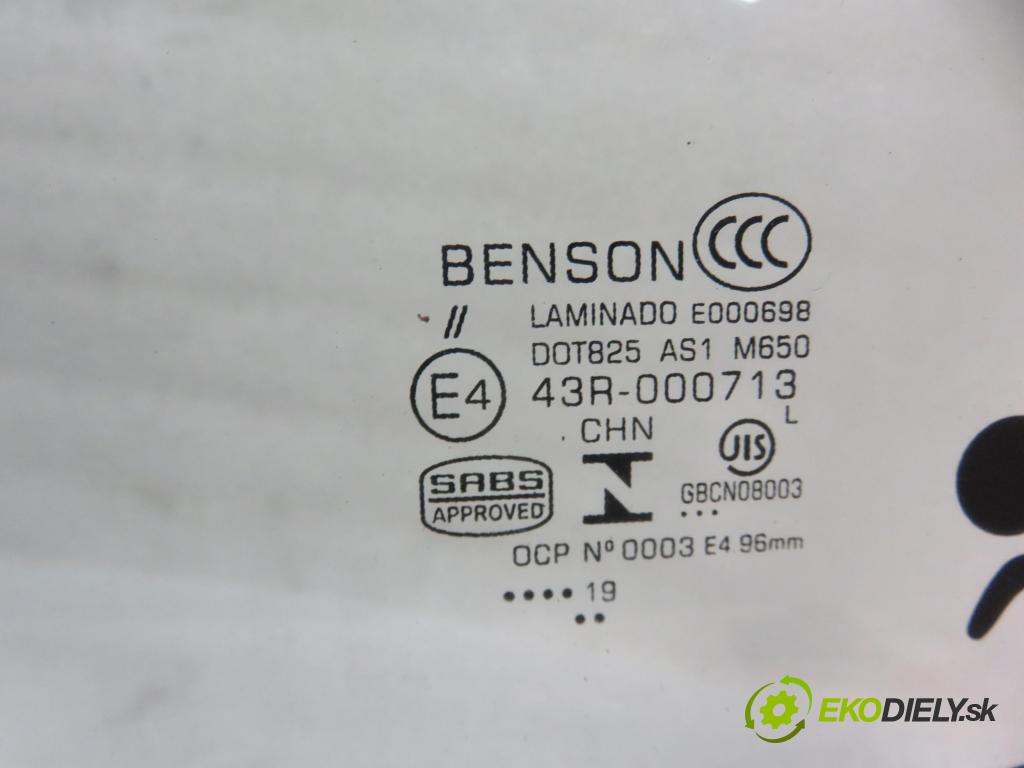 BENSON CCC
// LAMINADO E000698
DOT825 AS1 M650
E4 43R-000713
L
. CHN
JIS
SABS
APPROVED
GBCN08003
•••
OCP Nº 0003 E4.96mm
•••• 19
••
EKODIELY.sk